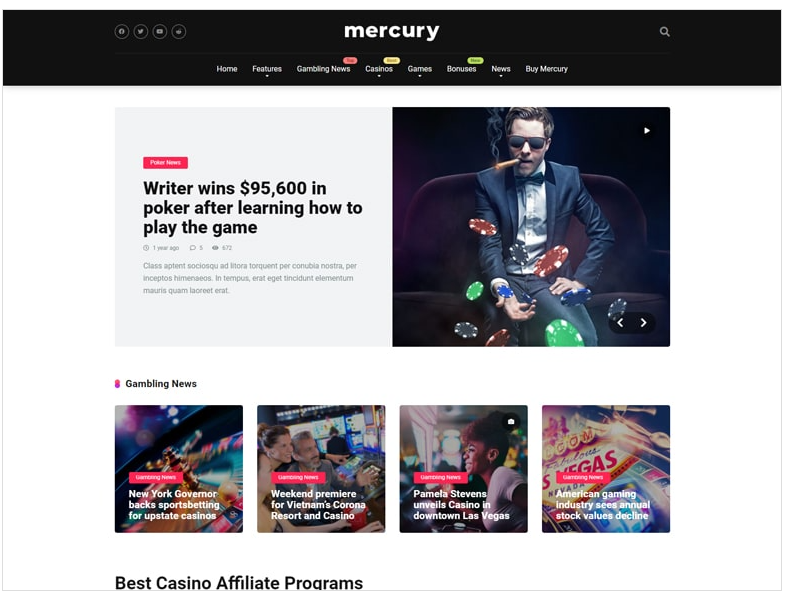 mercury
Top
Best
New
Home Features Gambling News Casinos Games Bonuses News Buy Mercury
Poker News
Writer wins $95,600 in
poker after learning how to
play the game
1 year ago 5 672
Class aptent sociosqu ad litora torquent per conubia nostra, per
inceptos himenaeos. In tempus, erat eget tincidunt elementum
mauris quam laoreet erat.
Gambling News
Gambling News
New York Governor
backs sportsbetting
for upstate casinos
Gambling News
Weekend premiere
for Vietnam's Corona
Resort and Casino
Gambling News
Pamela Stevens
unveils Casino in
downtown Las Vegas
Gambling News
American gaming
industry sees annual
stock values decline
VEGAS
Best Casino Affiliate Programs